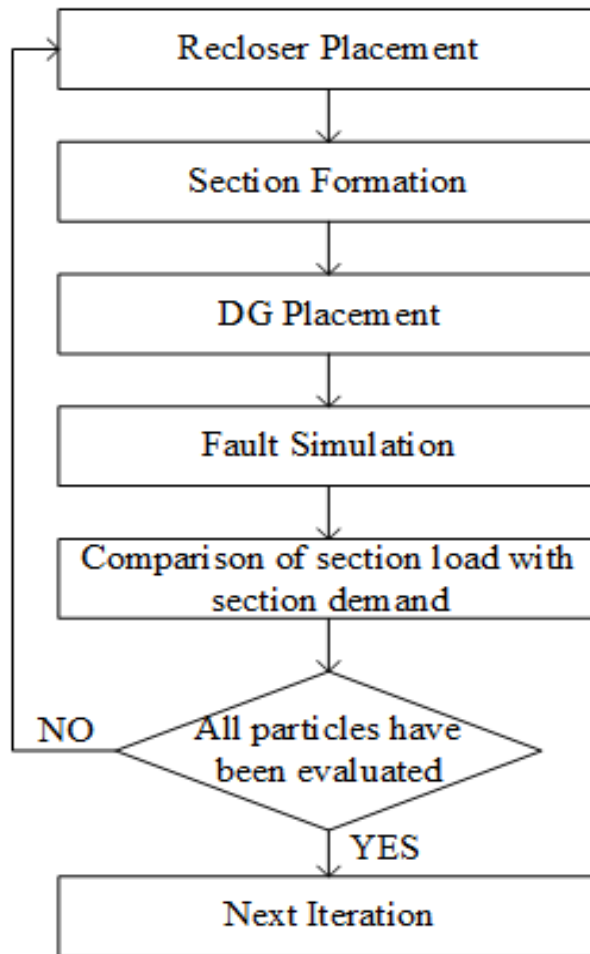 Recloser Placement
Section Formation
DG Placement
Fault Simulation
Comparison of section load with
section demand
All particles have
been evaluated
NO
YES
Next Iteration